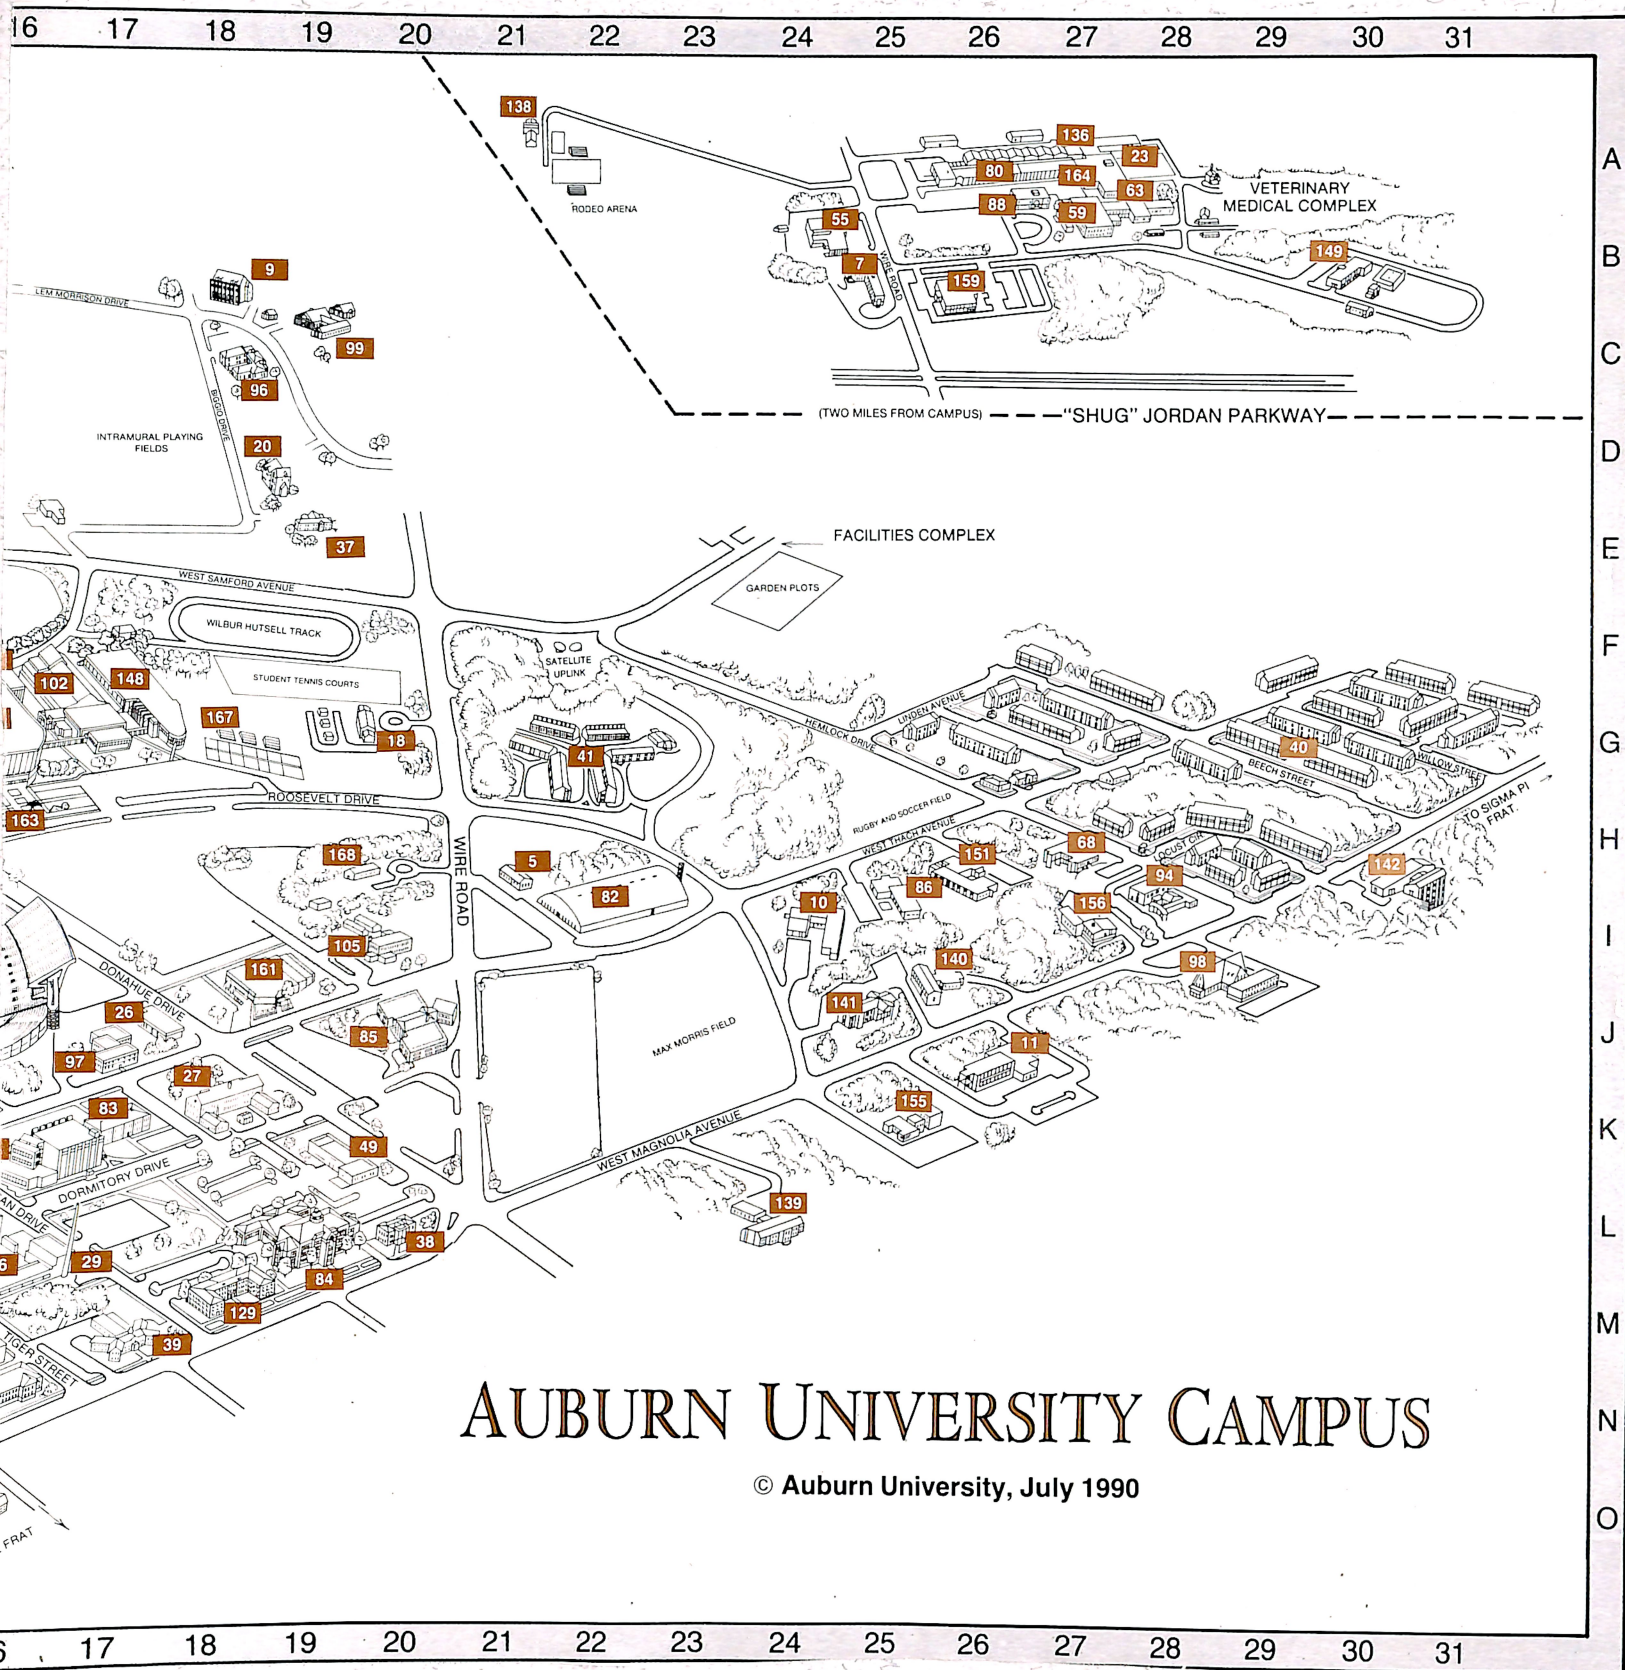 16 17 18 19 20 21 22 23 24 25 26 27 28 29 30 31
138
136
23
A
80
164
63
VETERINARY
MEDICAL COMPLEX
88
59
RODEO ARENA
55
149
B
7
WIRE ROAD
159
9
LEM MORRISON DRIVE
99
C
96
BIGGIO DRIVE
(TWO MILES FROM CAMPUS)
"SHUG" JORDAN PARKWAY
INTRAMURAL PLAYING
FIELDS
20
D
37
FACILITIES COMPLEX
E
WEST SAMFORD AVENUE
GARDEN PLOTS
WILBUR HUTSELL TRACK
F
SATELLITE
UPLINK
102
148
STUDENT TENNIS COURTS
167
18
41
LINDEN AVENUE
HEMLOCK DRIVE
40
G
BEECH STREET
WILLOW STREET
ROOSEVELT DRIVE
163
RUGBY AND SOCCER FIELD
TO SIGMA PI
FRAT.
WEST THACH AVENUE
H
168
WIRE ROAD
5
151
68
LOCUST CIR.
142
82
86
94
10
156
105
I
161
140
98
DONAHUE DRIVE
26
141
85
MAX MORRIS FIELD
11
J
97
27
83
155
49
K
WEST MAGNOLIA AVENUE
DORMITORY DRIVE
AN DRIVE
139
38
L
6
29
84
129
39
M
TIGER STREET
AUBURN UNIVERSITY CAMPUS
N
© Auburn University, July 1990
O
FRAT
6 17 18 19 20 21 22 23 24 25 26 27 28 29 30 31